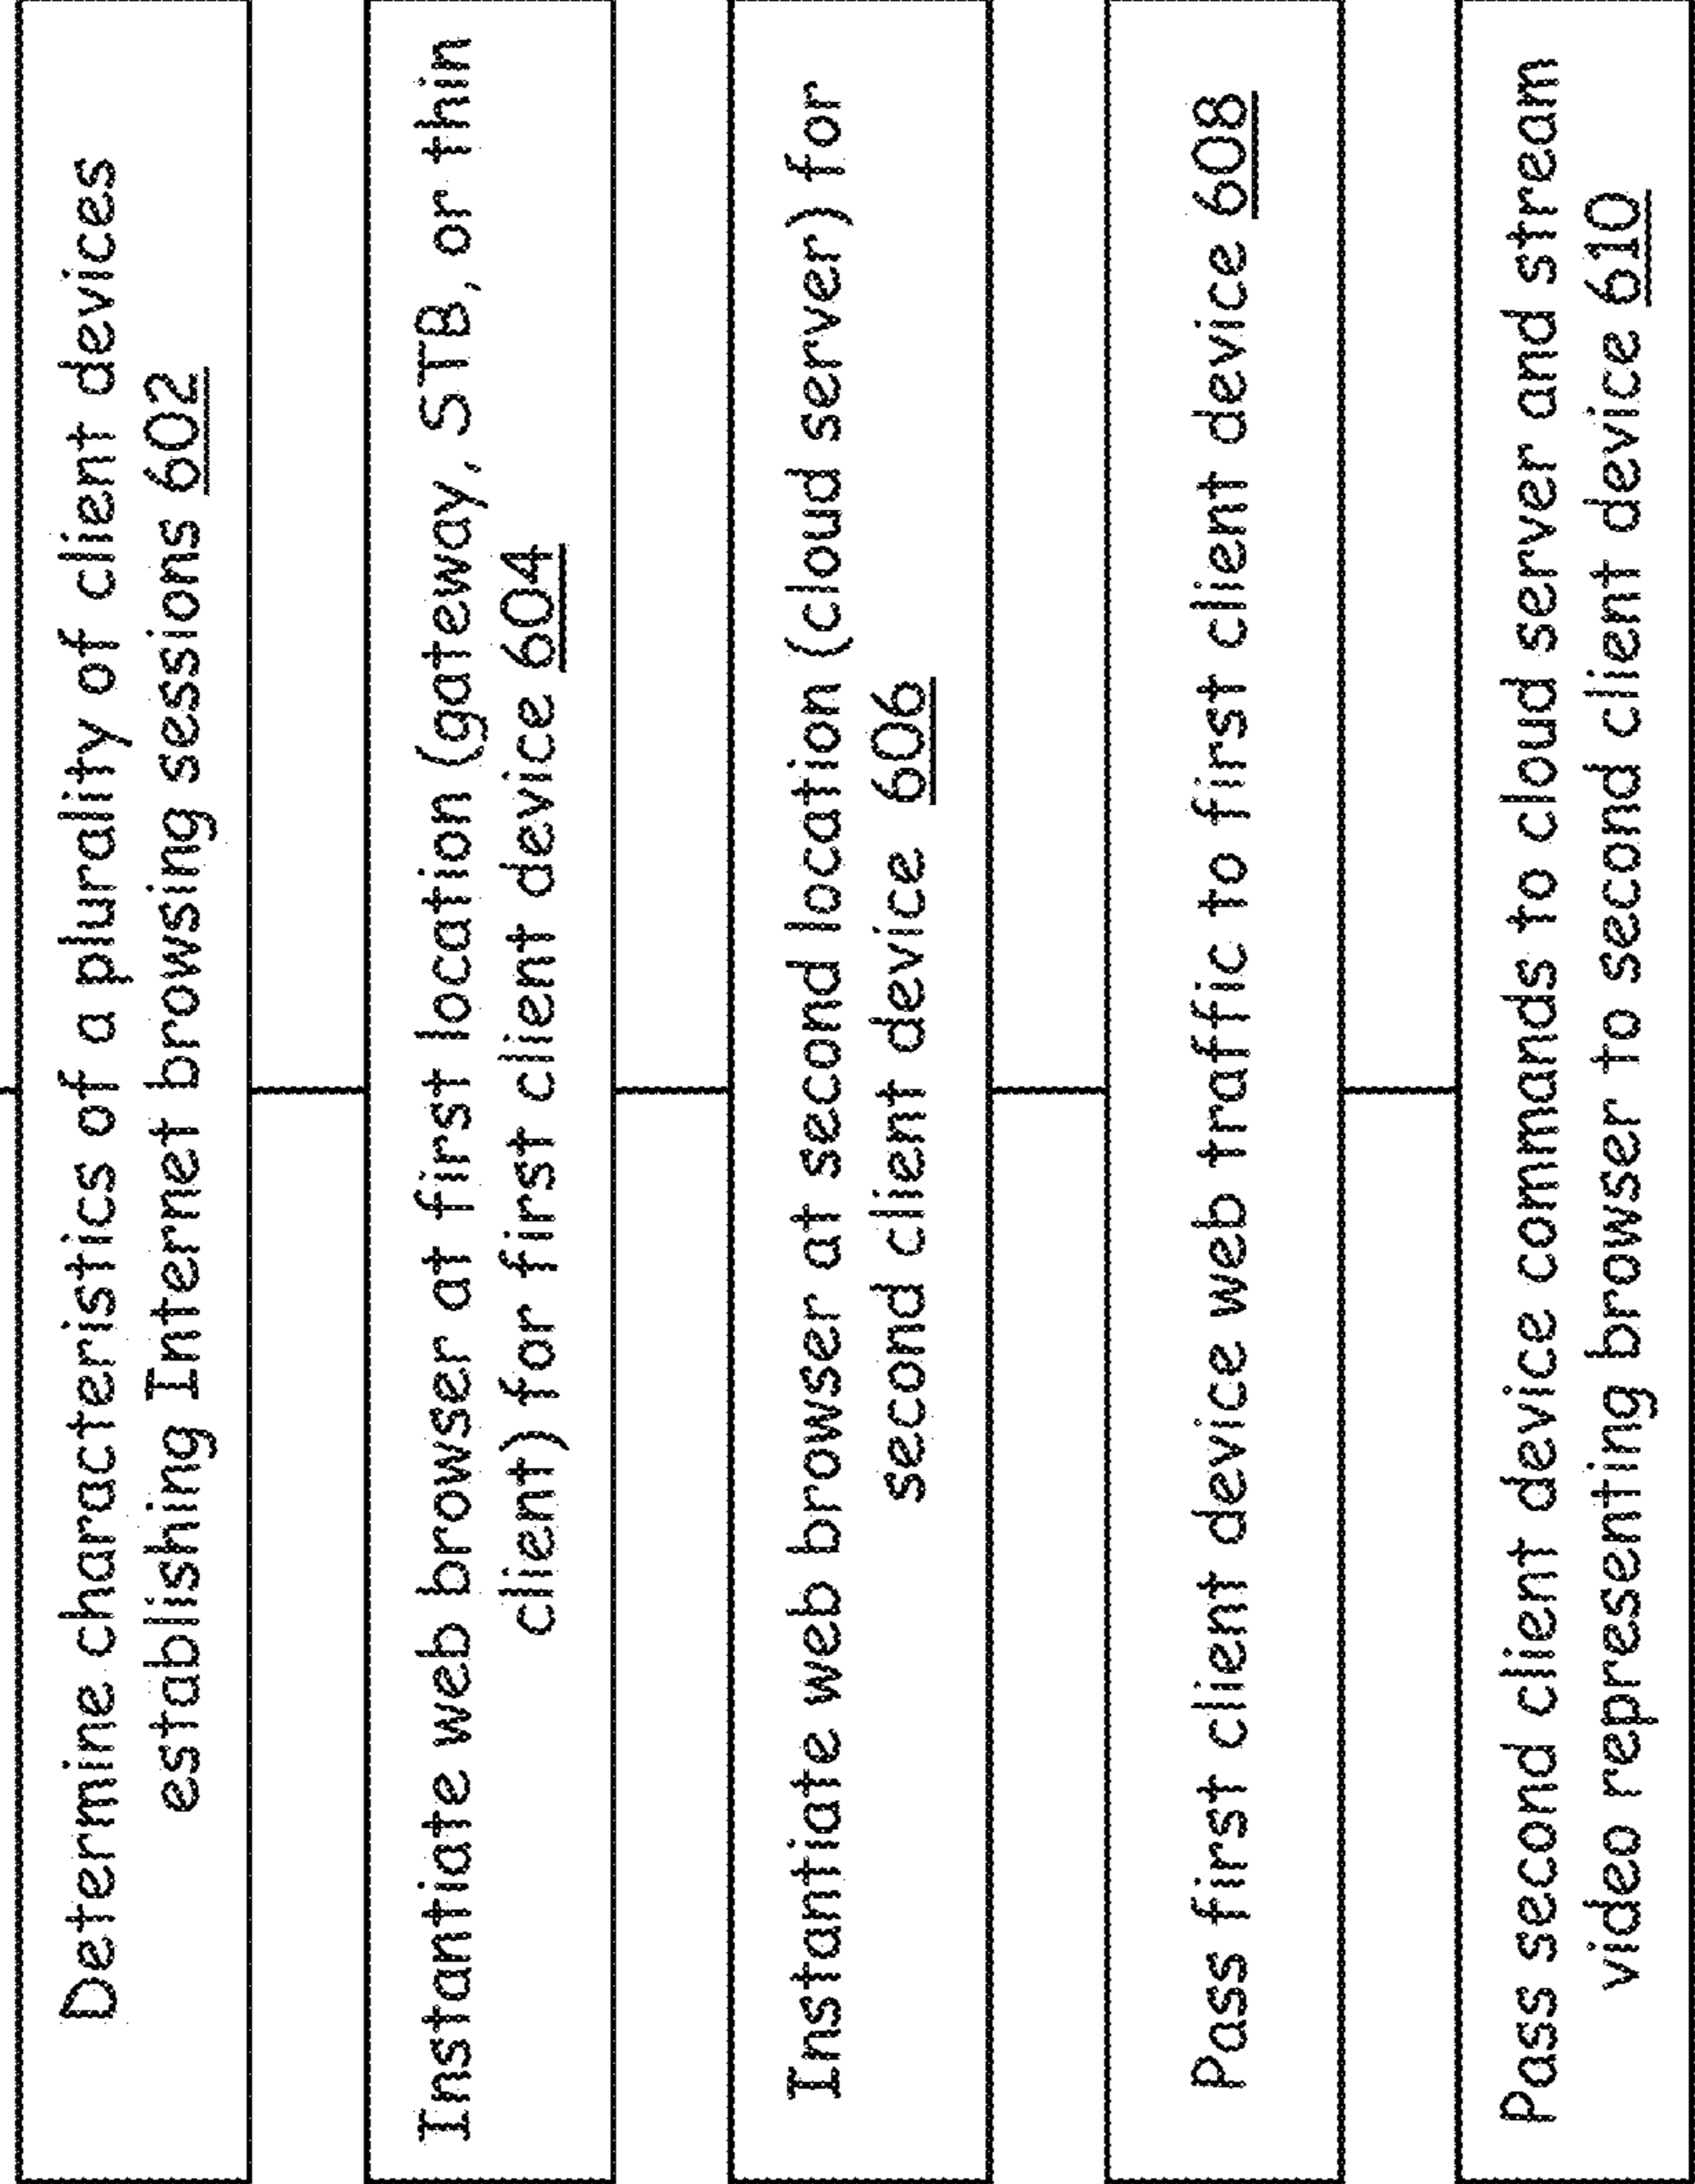 Determine characteristics of a plurality of client devices
establishing Internet browsing sessions 602
Instantiate web browser at first location (gateway, STB, or thin
client) for first client device 604
Instantiate web browser at second location (cloud server) for
second client device 606
Pass first client device web traffic to first client device 608
Pass second client device commands to cloud server and stream
video representing browser to second client device 610